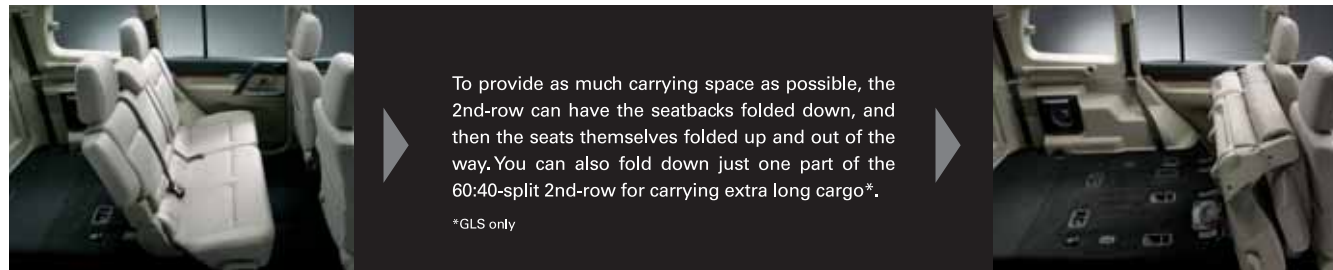 To provide as much carrying space as possible, the
2nd-row can have the seatbacks folded down, and
then the seats themselves folded up and out of the
way. You can also fold down just one part of the
60:40-split 2nd-row for carrying extra long cargo*.
*GLS only